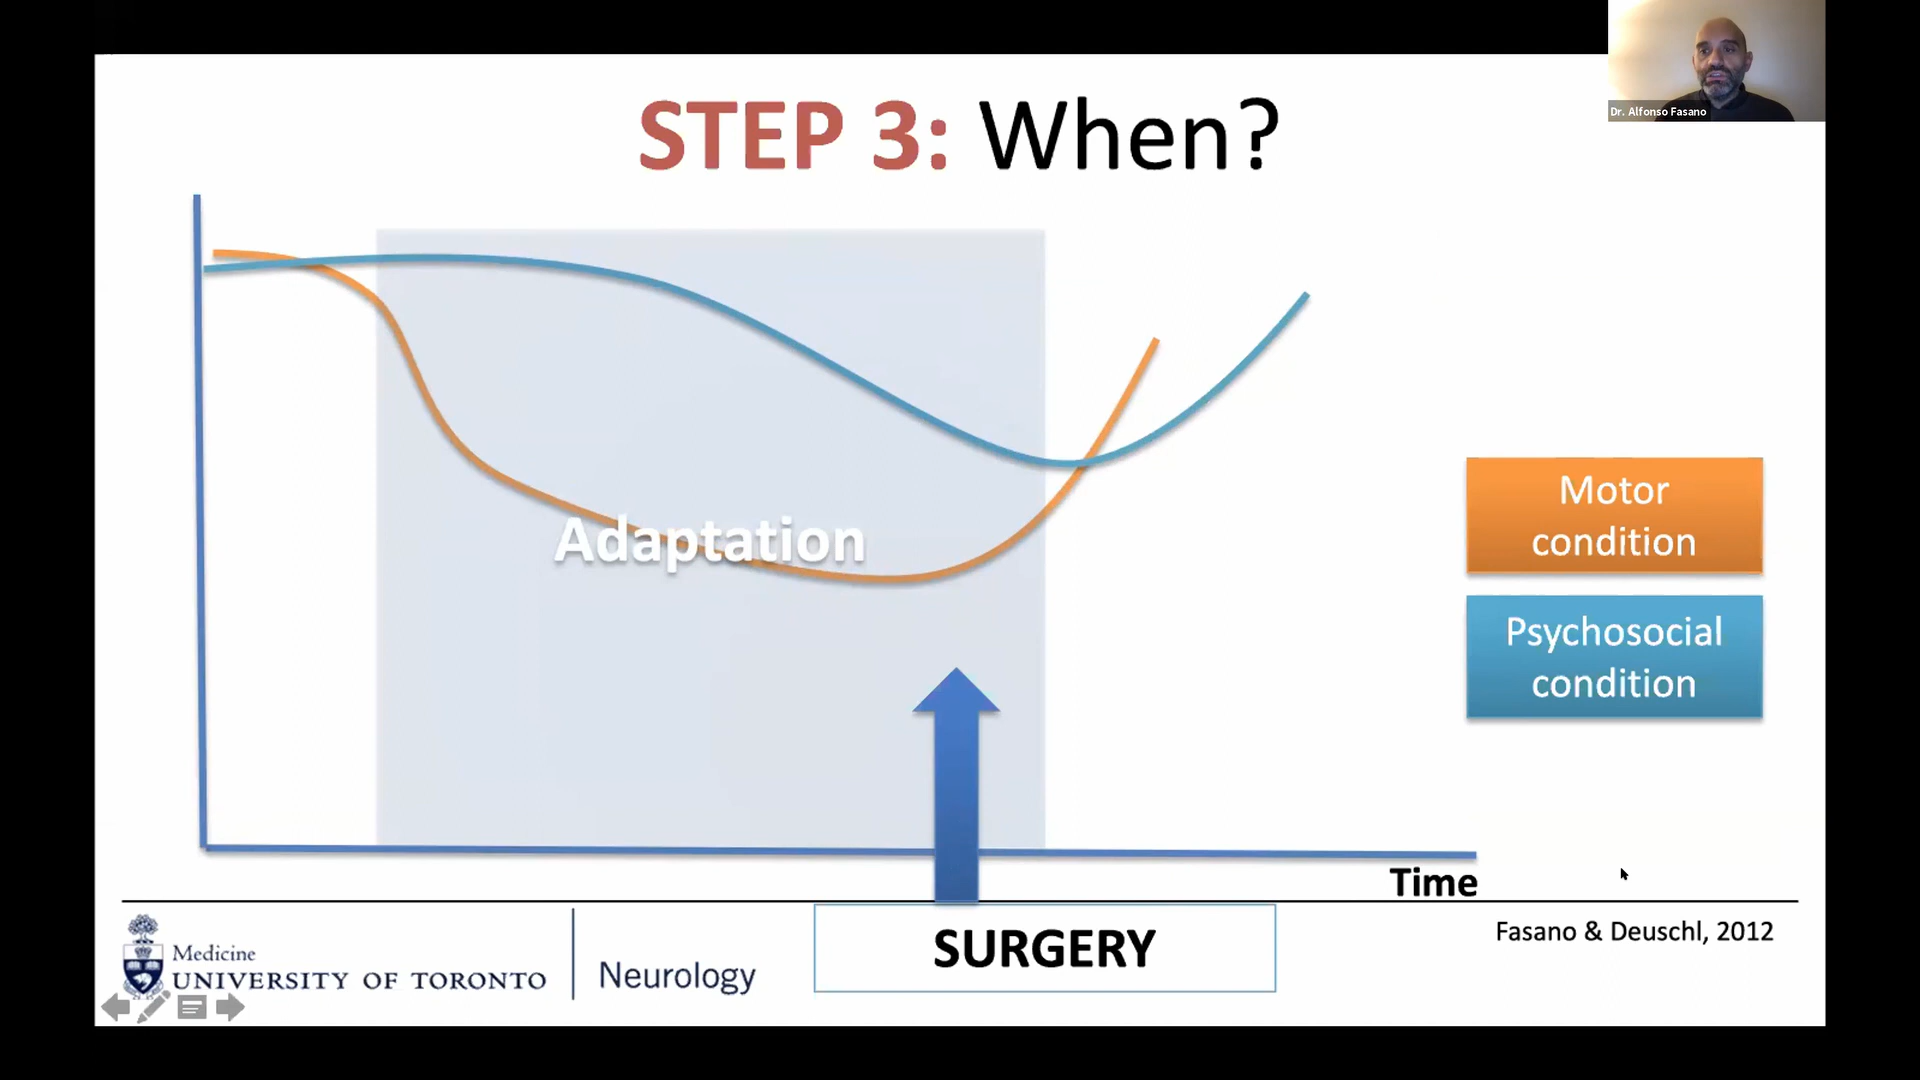 Dr. Alfonso Fasano
STEP 3: When?
Adaptation
Motor
condition
Psychosocial
condition
Time
SURGERY
Fasano & Deuschl, 2012
Medicine
UNIVERSITY OF TORONTO
Neurology